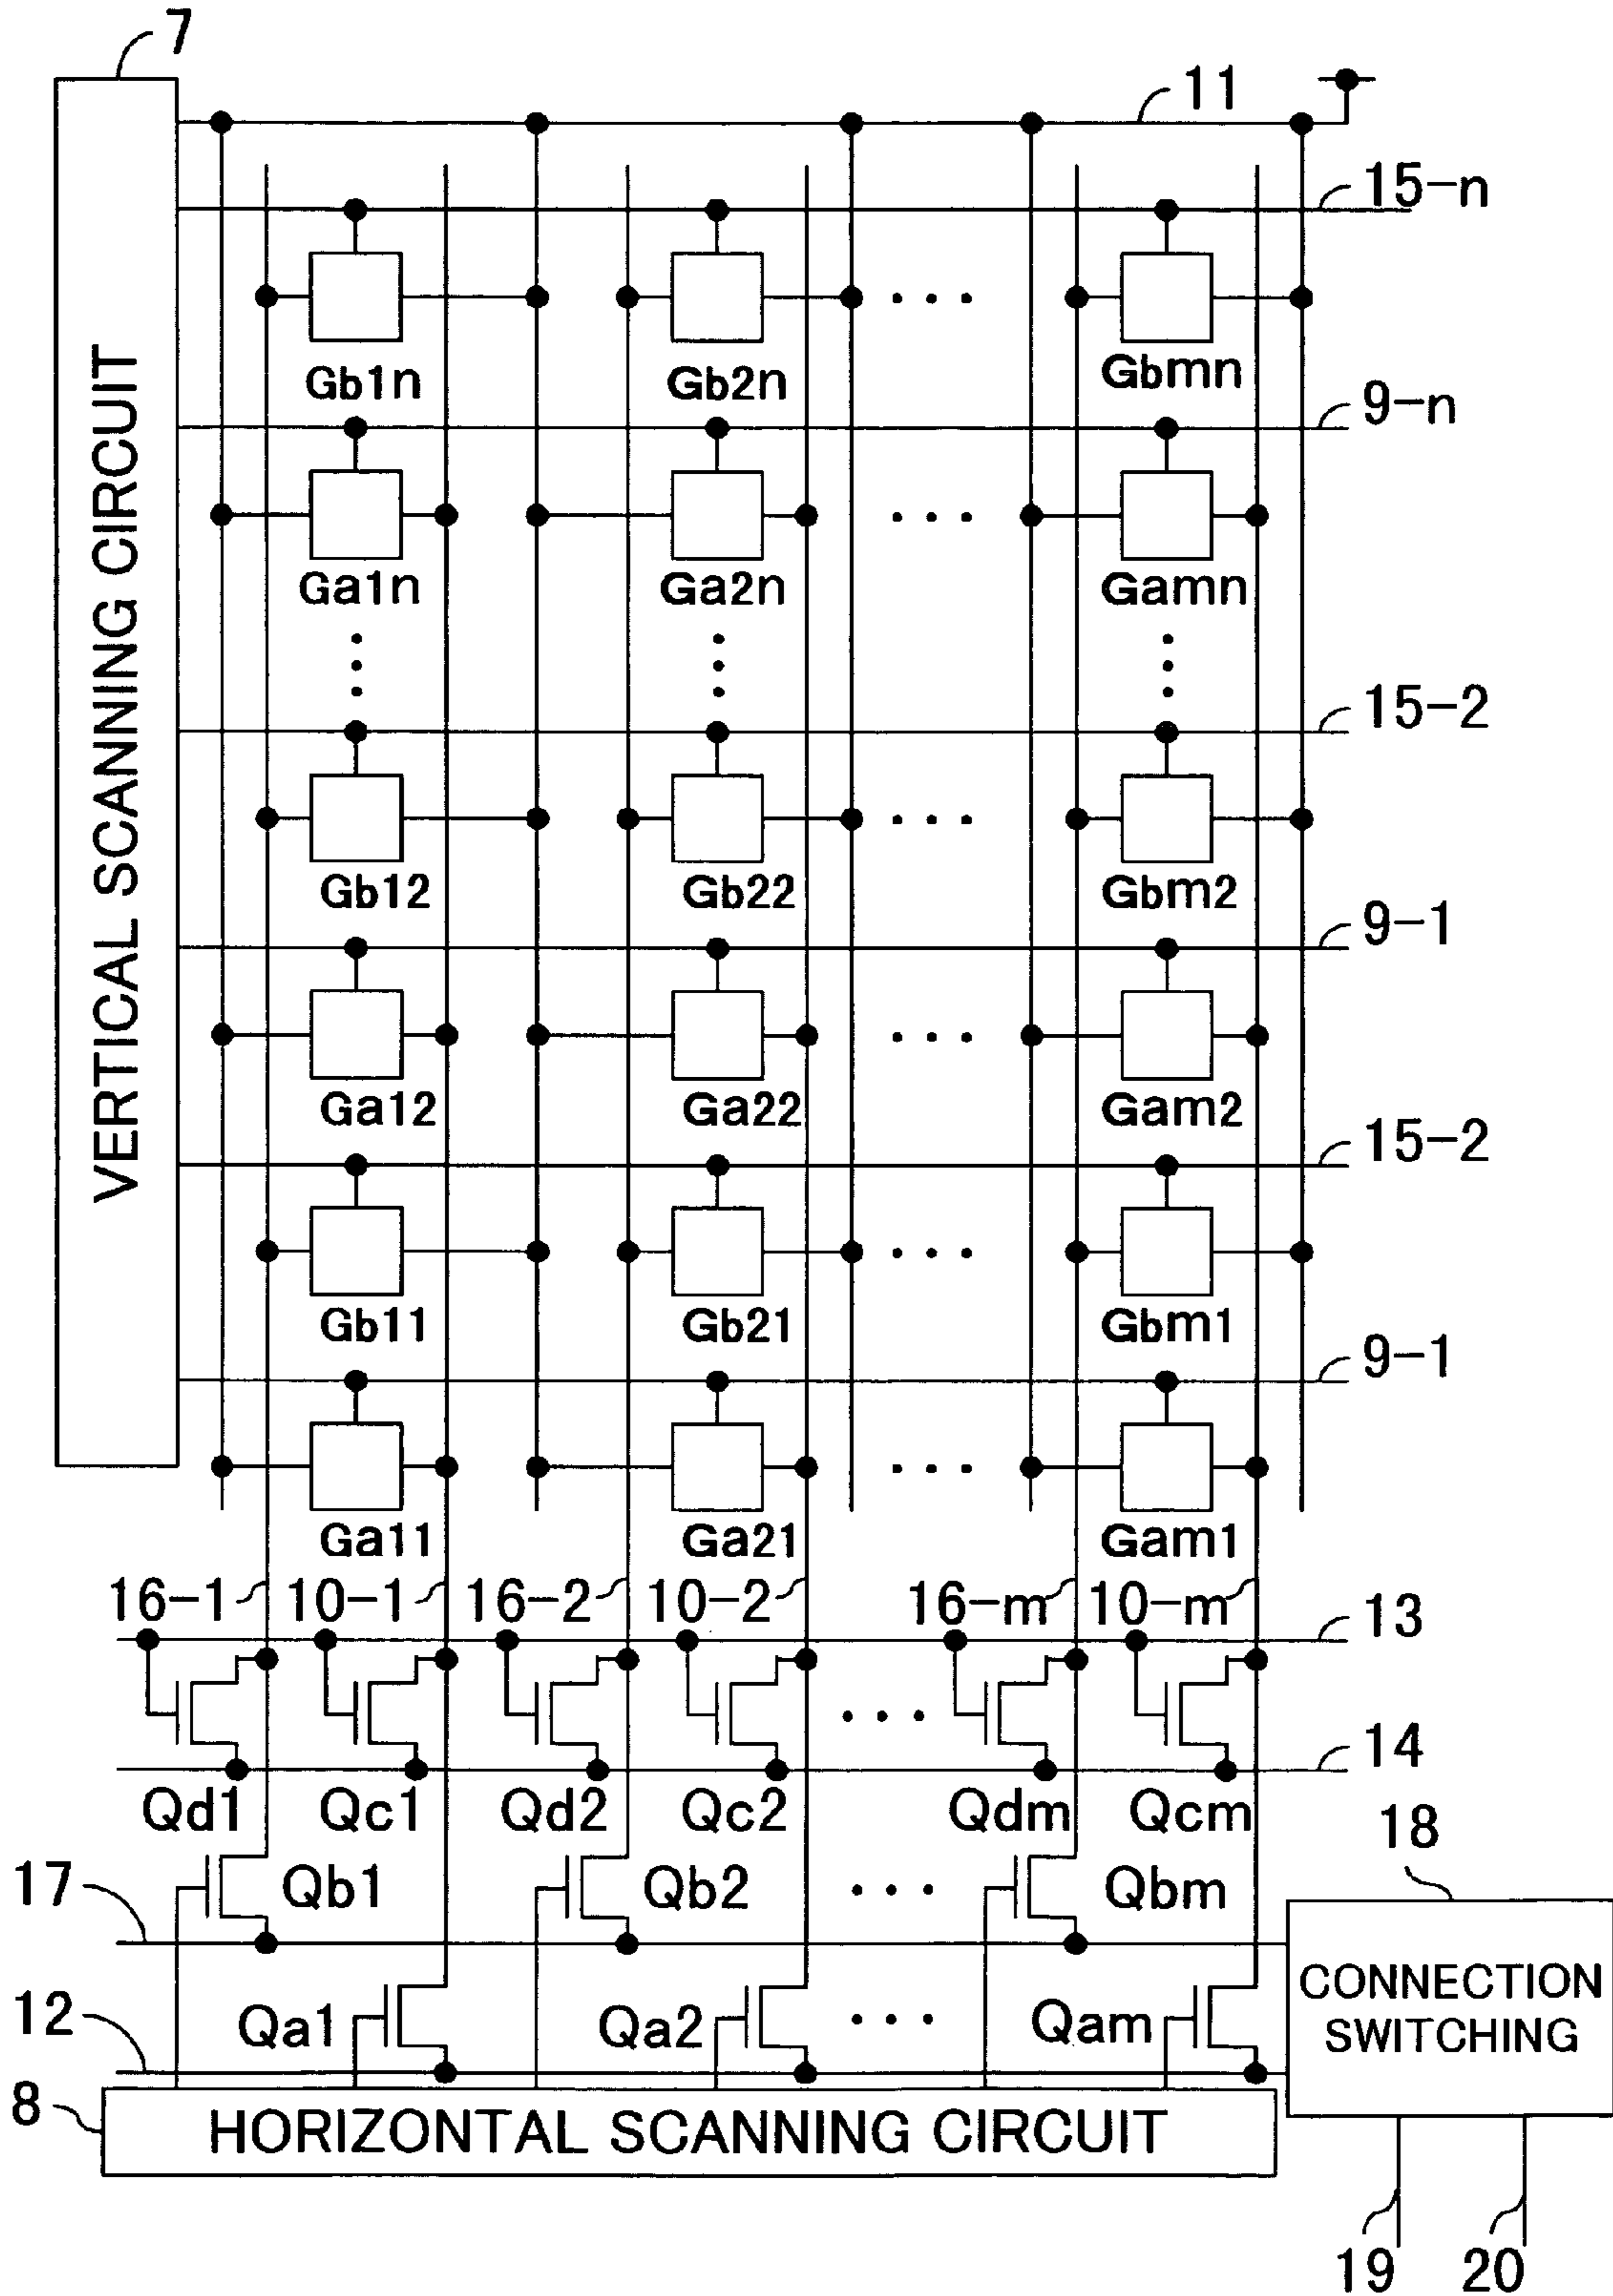 7
11
15-n
VERTICAL SCANNING CIRCUIT
Gb1n Gb2n Gbmn
9-n
Ga1n Ga2n Gamn
15-2
Gb12 Gb22 Gbm2
9-1
Ga12 Ga22 Gam2
15-2
Gb11 Gb21 Gbm1
9-1
Ga11 Ga21 Gam1
16-1 10-1 16-2 10-2 16-m 10-m
13
14
Qd1 Qc1 Qd2 Qc2 Qdm Qcm
18
17
Qb1 Qb2 Qbm
CONNECTION
SWITCHING
12
Qa1 Qa2 Qam
8
HORIZONTAL SCANNING CIRCUIT
19 20